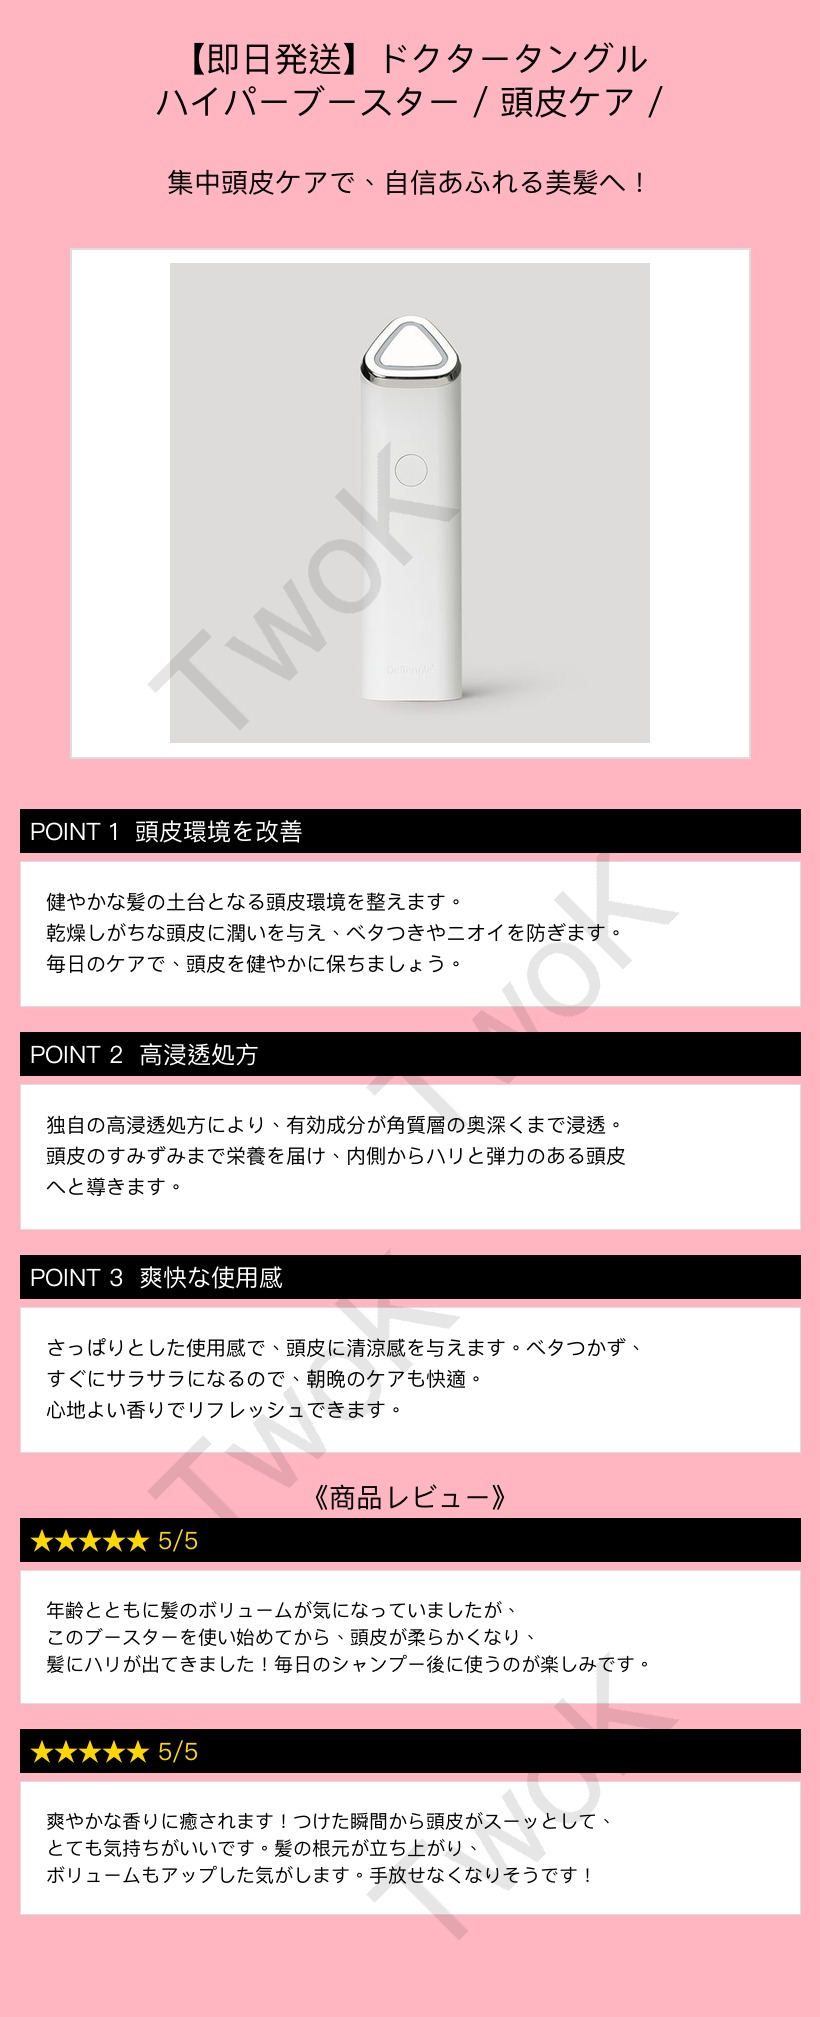 【即日発送】ドクタータングル
ハイパーブースター / 頭皮ケア /
集中頭皮ケアで、自信あふれる美髪へ！
TwoK
POINT 1 頭皮環境を改善
健やかな髪の土台となる頭皮環境を整えます。
乾燥しがちな頭皮に潤いを与え、ベタつきやニオイを防ぎます。
毎日のケアで、頭皮を健やかに保ちましょう。
TwoK
POINT 2 高浸透処方
独自の高浸透処方により、有効成分が角質層の奥深くまで浸透。
頭皮のすみずみまで栄養を届け、内側からハリと弾力のある頭皮
へと導きます。
POINT 3 爽快な使用感
さっぱりとした使用感で、頭皮に清涼感を与えます。ベタつかず、
すぐにサラサラになるので、朝晩のケアも快適。
心地よい香りでリフレッシュできます。
TwoK
《商品レビュー》
★★★★★ 5/5
年齢とともに髪のボリュームが気になっていましたが、
このブースターを使い始めてから、頭皮が柔らかくなり、
髪にハリが出てきました！毎日のシャンプー後に使うのが楽しみです。
★★★★★ 5/5
爽やかな香りに癒されます！つけた瞬間から頭皮がスーッとして、
とても気持ちがいいです。髪の根元が立ち上がり、
ボリュームもアップした気がします。手放せなくなりそうです！
TwoK